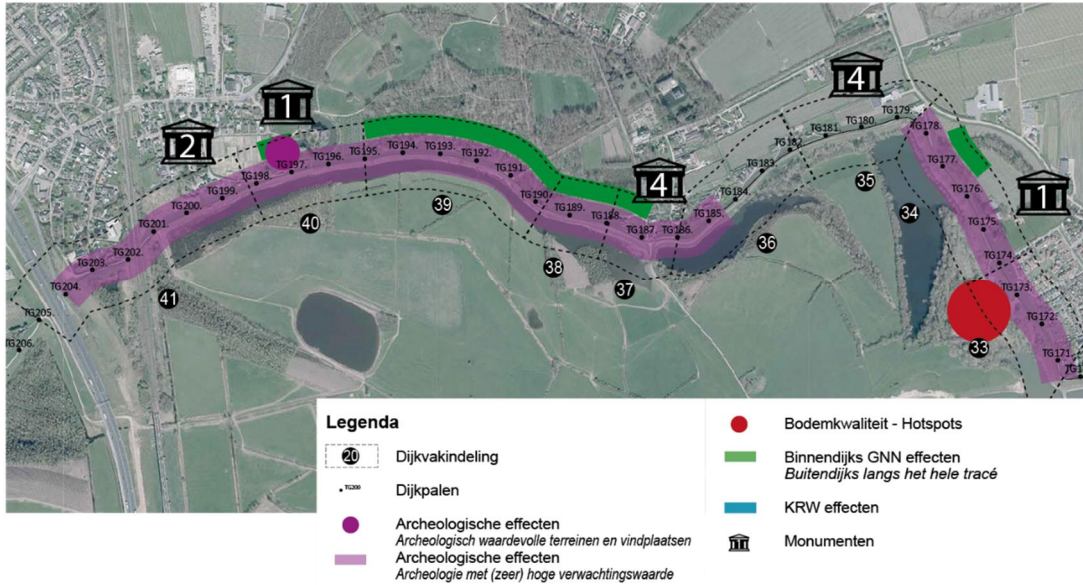 1
4
TG179.
2
TG181.
TG180.
TG178.
TG195.
TG194.
TG193.
TG182.
TG197.
TG196.
TG192.
35
TG177.
TG198.
TG191.
4
TG183.
TG199.
TG184.
TG176.
1
TG200.
39
TG190.
TG189.
TG185.
34
TG201.
40
TG188.
TG175.
TG187.
TG186.
36
TG202.
38
TG174.
TG203.
37
TG204.
41
TG173.
TG205.
TG172.
33
TG206.
TG171.
TG1
Legenda
20 Dijkvakindeling
TG200 Dijkpalen
Archeologische effecten
Archeologisch waardevolle terreinen en vindplaatsen
Archeologische effecten
Archeologie met (zeer) hoge verwachtingswaarde
Bodemkwaliteit - Hotspots
Binnendijks GNN effecten
Buitendijks langs het hele tracé
KRW effecten
Monumenten